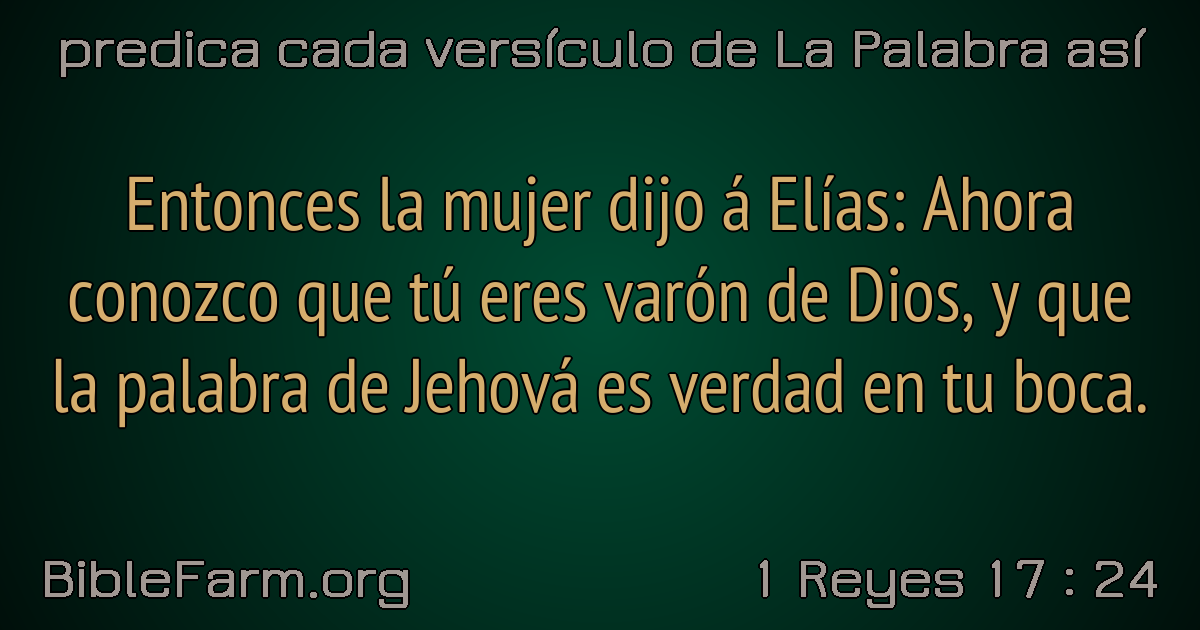 predica cada versículo de La Palabra así
Entonces la mujer dijo á Elías: Ahora
conozco que tú eres varón de Dios, y que
la palabra de Jehová es verdad en tu boca.
BibleFarm.org
1 Reyes 17 : 24